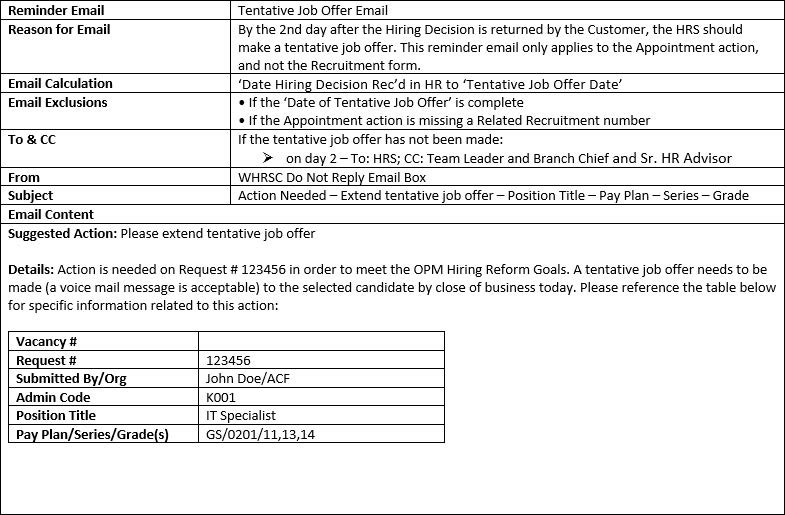 Reminder Email Tentative Job Offer Email
Reason for Email By the 2nd day after the Hiring Decision is returned by the Customer, the HRS should
make a tentative job offer. This reminder email only applies to the Appointment action,
and not the Recruitment form.
Email Calculation ‘Date Hiring Decision Rec’d in HR to ‘Tentative Job Offer Date’
Email Exclusions • If the ‘Date of Tentative Job Offer’ is complete
• If the Appointment action is missing a Related Recruitment number
To & CC If the tentative job offer has not been made:
➢ on day 2 – To: HRS; CC: Team Leader and Branch Chief and Sr. HR Advisor
From WHRSC Do Not Reply Email Box
Subject Action Needed – Extend tentative job offer – Position Title – Pay Plan – Series – Grade
Email Content
Suggested Action: Please extend tentative job offer
Details: Action is needed on Request # 123456 in order to meet the OPM Hiring Reform Goals. A tentative job offer needs to be
made (a voice mail message is acceptable) to the selected candidate by close of business today. Please reference the table below
for specific information related to this action:
Vacancy #
Request # 123456
Submitted By/Org John Doe/ACF
Admin Code K001
Position Title IT Specialist
Pay Plan/Series/Grade(s) GS/0201/11,13,14